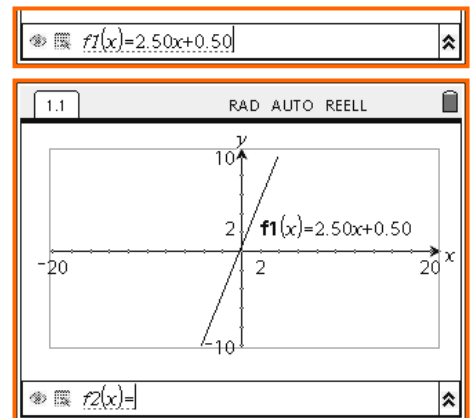 f1(x)=2.50x+0.50
1.1 RAD AUTO REELL
y
10
2 f1(x)=2.50x+0.50
-20 2 20 x
-10
f2(x)=